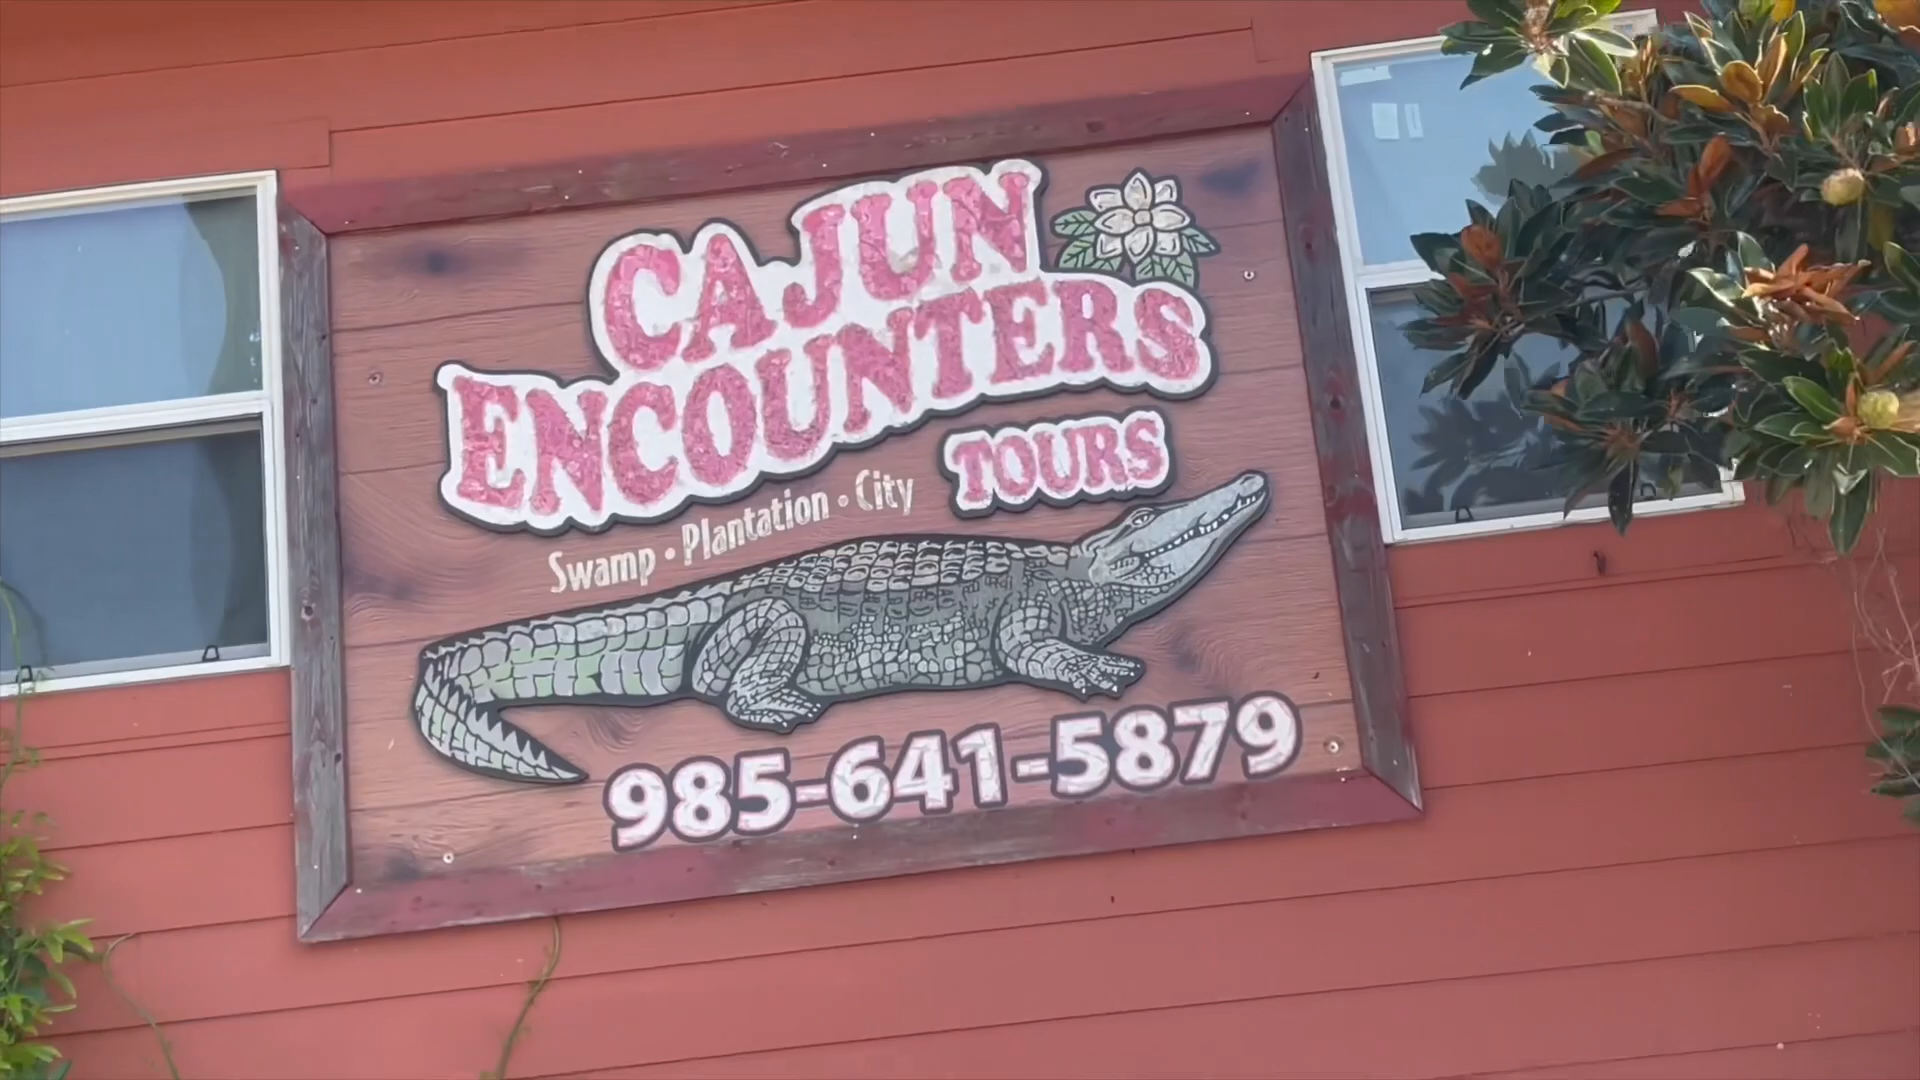 CAJUN
ENCOUNTERS
TOURS
Swamp • Plantation • City
985-641-5879